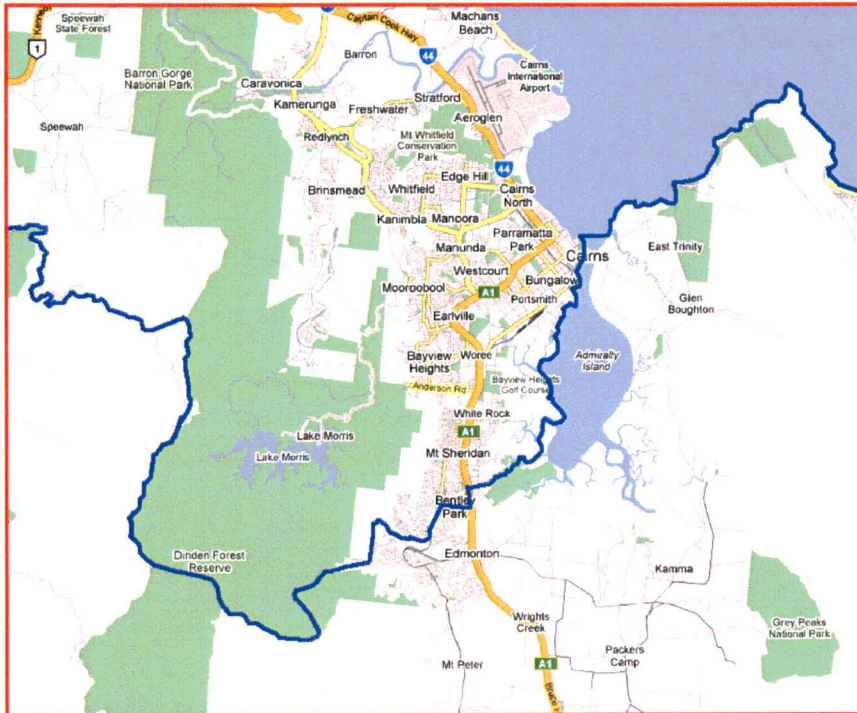 Speewah
State Forest
1
Captain Cook Hwy
Machans
Beach
44
Barron
Cairns
International
Airport
Barron Gorge
National Park
Caravonica
Kamerunga
Stratford
Freshwater
Aeroglen
Speewah
Redlynch
Mt Whitfield
Conservation
Park
44
Edge Hill
Brinsmead
Whitfield
Cairns
North
Kanimbla
Manoora
Parramatta
Park
Manunda
East Trinity
Cairns
Westcourt
Bungalow
Mooroobool
A1
Portsmith
Glen
Boughton
Earlville
Bayview
Heights
Woree
Admiralty
Island
Anderson Rd
Bayview Heights
Golf Course
White Rock
A1
Lake Morris
Lake Morris
Mt Sheridan
Bentley
Park
Dinden Forest
Reserve
Edmonton
Kamma
Wrights
Creek
Grey Peaks
National Park
Packers
Camp
Mt Peter
A1